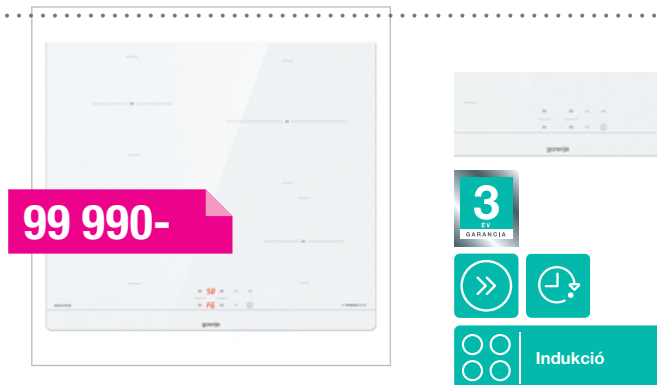 99 990-
gorenje
gorenje
3
ÉV
GARANCIA
Indukció